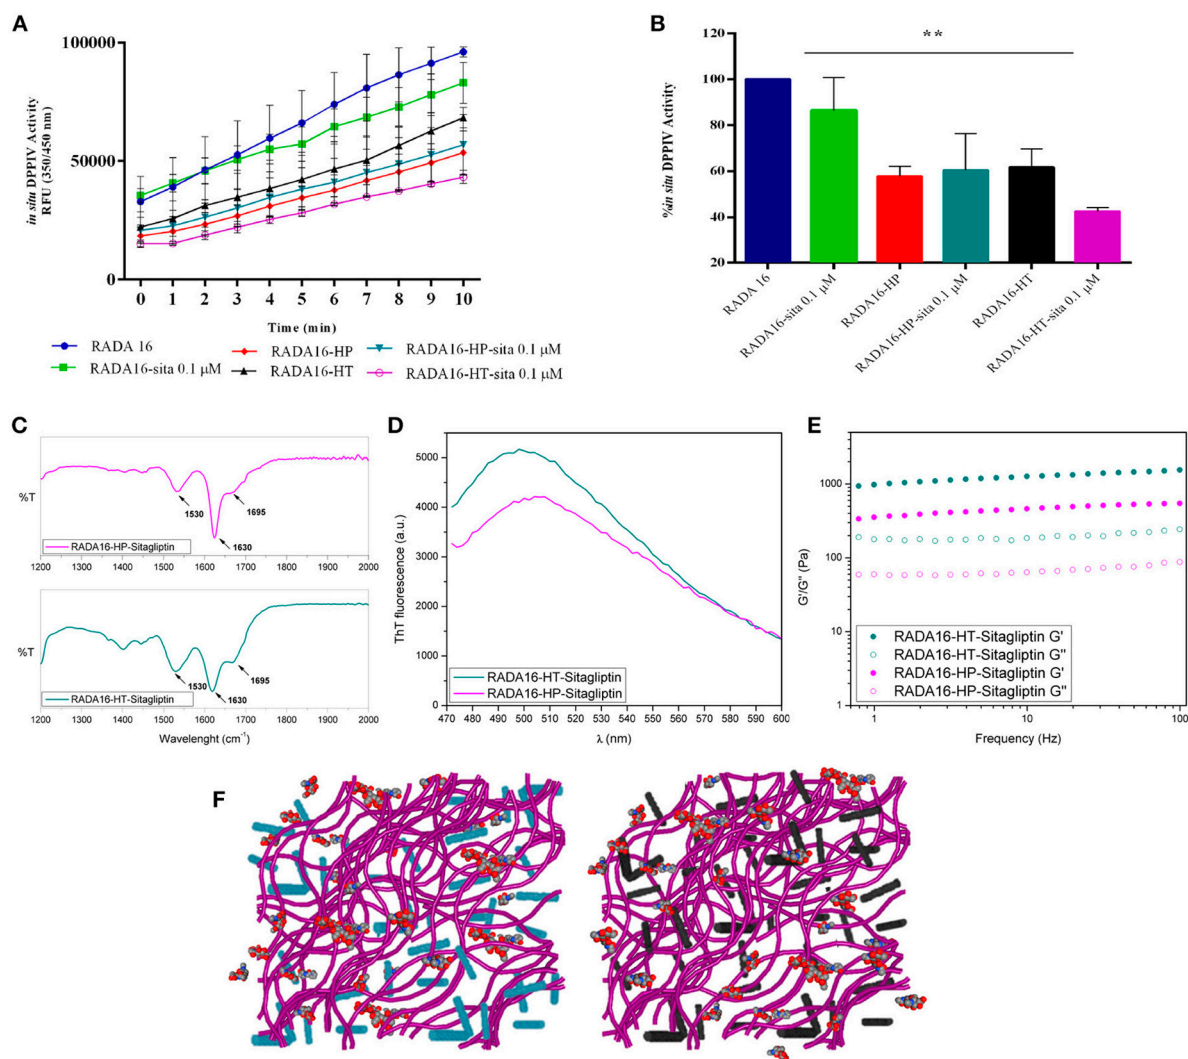 A
100000
50000
0
in situ DPPIV Activity
RFU (350/450 nm)
0 1 2 3 4 5 6 7 8 9 10
Time (min)
RADA 16
RADA16-sita 0.1 µM
RADA16-HP
RADA16-HT
RADA16-HP-sita 0.1 µM
RADA16-HT-sita 0.1 µM
B
120
100
80
60
40
20
%in situ DPPIV Activity
**
RADA 16
RADA16-sita 0.1 µM
RADA16-HP
RADA16-HP-sita 0.1 µM
RADA16-HT
RADA16-HT-sita 0.1 µM
C
%T
1530
1695
1630
RADA16-HP-Sitagliptin
1200 1300 1400 1500 1600 1700 1800 1900 2000
%T
1530
1695
1630
RADA16-HT-Sitagliptin
1200 1300 1400 1500 1600 1700 1800 1900 2000
Wavelenght (cm-1)
D
5000
4000
3000
2000
1000
0
ThT fluorescence (a.u.)
RADA16-HT-Sitagliptin
RADA16-HP-Sitagliptin
470 480 490 500 510 520 530 540 550 560 570 580 590 600
λ (nm)
E
1000
100
10
1
G'/G'' (Pa)
RADA16-HT-Sitagliptin G'
RADA16-HT-Sitagliptin G''
RADA16-HP-Sitagliptin G'
RADA16-HP-Sitagliptin G''
1 10 100
Frequency (Hz)
F